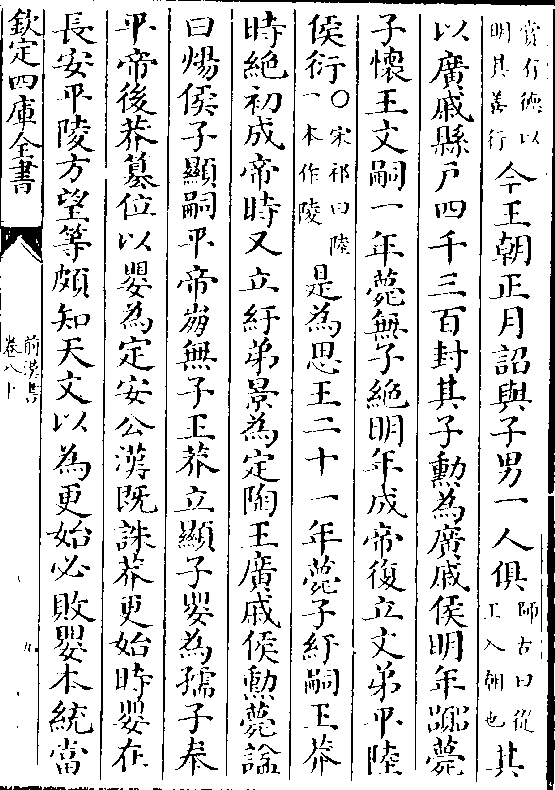 賞有德以明其善行今王朝正月詔與子男一人俱師古曰從王入朝也其
以廣戚縣戶四千三百封其子勲為廣戚侯明年嚻薨
子懷王文嗣一年薨無子絶明年成帝復立文弟平陸
侯衍○宋祁曰陸一本作陵是為思王二十一年薨子紆嗣王莽
時絶初成帝時又立紆弟景為定陶王廣戚侯勲薨諡
曰煬侯子顯嗣平帝崩無子王莽立顯子嬰為孺子奉
平帝後莽簒位以嬰為定安公漢既誅莽更始時嬰在
長安平陵方望等頗知天文以為更始必敗嬰本統當
欽定四庫全書
前漢書
卷八十
九